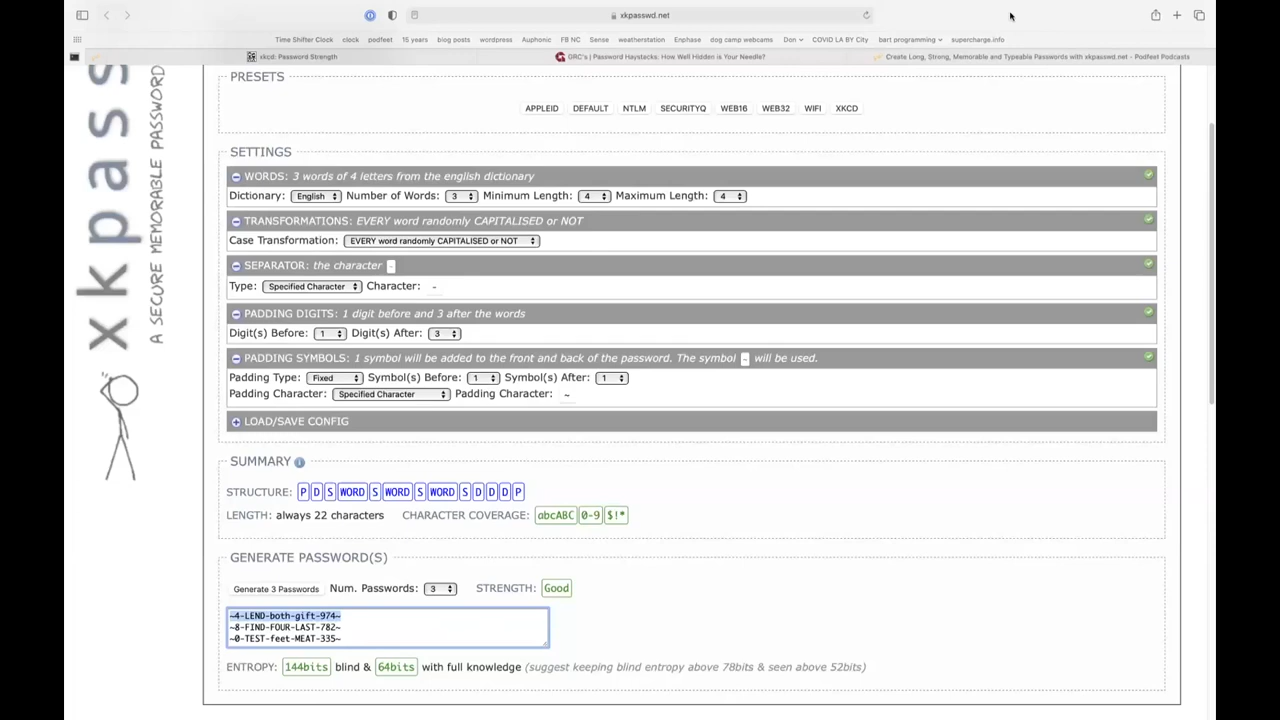 xkpasswd.net
Time Shifter Clock clock podfeet 15 years blog posts wordpress Auphonic FB NC Sense weatherstation Enphase dog camp webcams Don COVID LA BY City bart programming supercharge.info
xkcd: Password Strength GRC's | Password Haystacks: How Well Hidden is Your Needle? Create Long, Strong, Memorable and Typeable Passwords with xkpasswd.net - Podfeet Podcasts
xkpass
A SECURE MEMORABLE PASSWORD
PRESETS
APPLEID DEFAULT NTLM SECURITYQ WEB16 WEB32 WIFI XKCD
SETTINGS
WORDS: 3 words of 4 letters from the english dictionary
Dictionary: English Number of Words: 3 Minimum Length: 4 Maximum Length: 4
TRANSFORMATIONS: EVERY word randomly CAPITALISED or NOT
Case Transformation: EVERY word randomly CAPITALISED or NOT
SEPARATOR: the character -
Type: Specified Character Character: -
PADDING DIGITS: 1 digit before and 3 after the words
Digit(s) Before: 1 Digit(s) After: 3
PADDING SYMBOLS: 1 symbol will be added to the front and back of the password. The symbol ~ will be used.
Padding Type: Fixed Symbol(s) Before: 1 Symbol(s) After: 1
Padding Character: Specified Character Padding Character: ~
LOAD/SAVE CONFIG
SUMMARY
STRUCTURE: P D S WORD S WORD S WORD S D D D P
LENGTH: always 22 characters CHARACTER COVERAGE: abcABC 0-9 $!*
GENERATE PASSWORD(S)
Generate 3 Passwords Num. Passwords: 3 STRENGTH: Good
~4-LEND-both-gift-974~
~8-FIND-FOUR-LAST-782~
~0-TEST-feet-MEAT-335~
ENTROPY: 144bits blind & 64bits with full knowledge (suggest keeping blind entropy above 78bits & seen above 52bits)